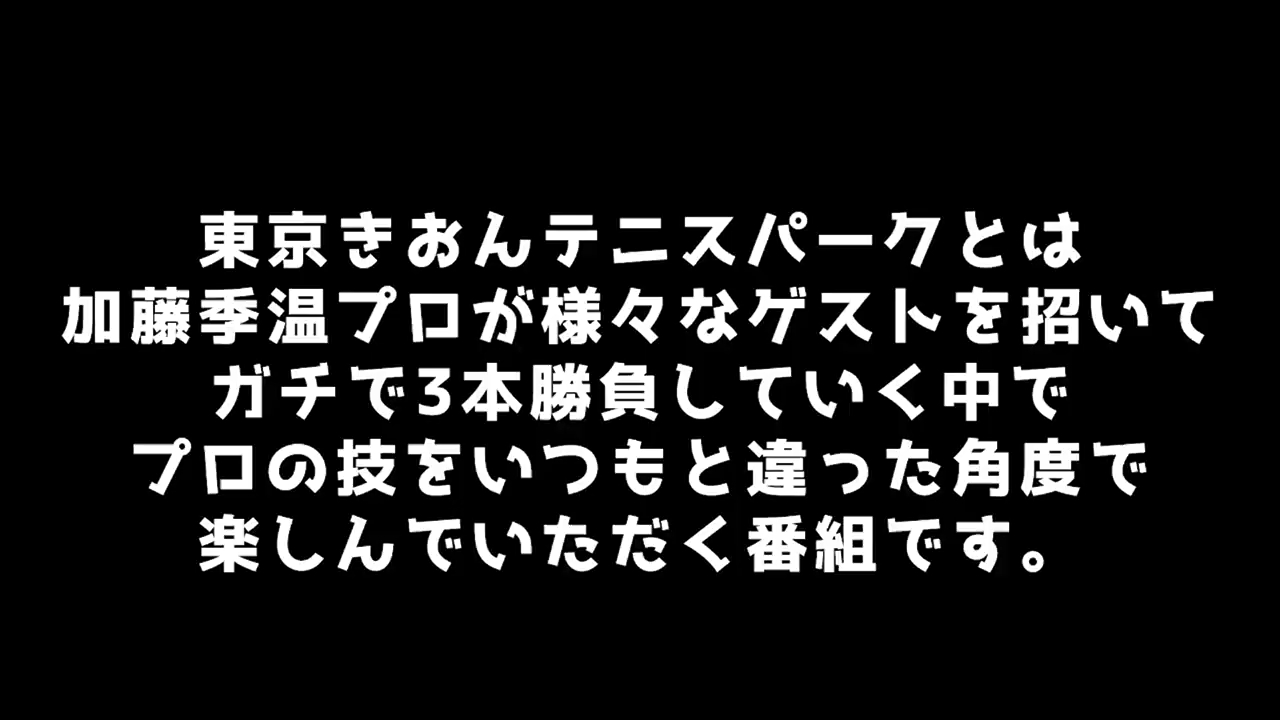 東京きおんテニスパークとは
加藤季温プロが様々なゲストを招いて
ガチで3本勝負していく中で
プロの技をいつもと違った角度で
楽しんでいただく番組です。